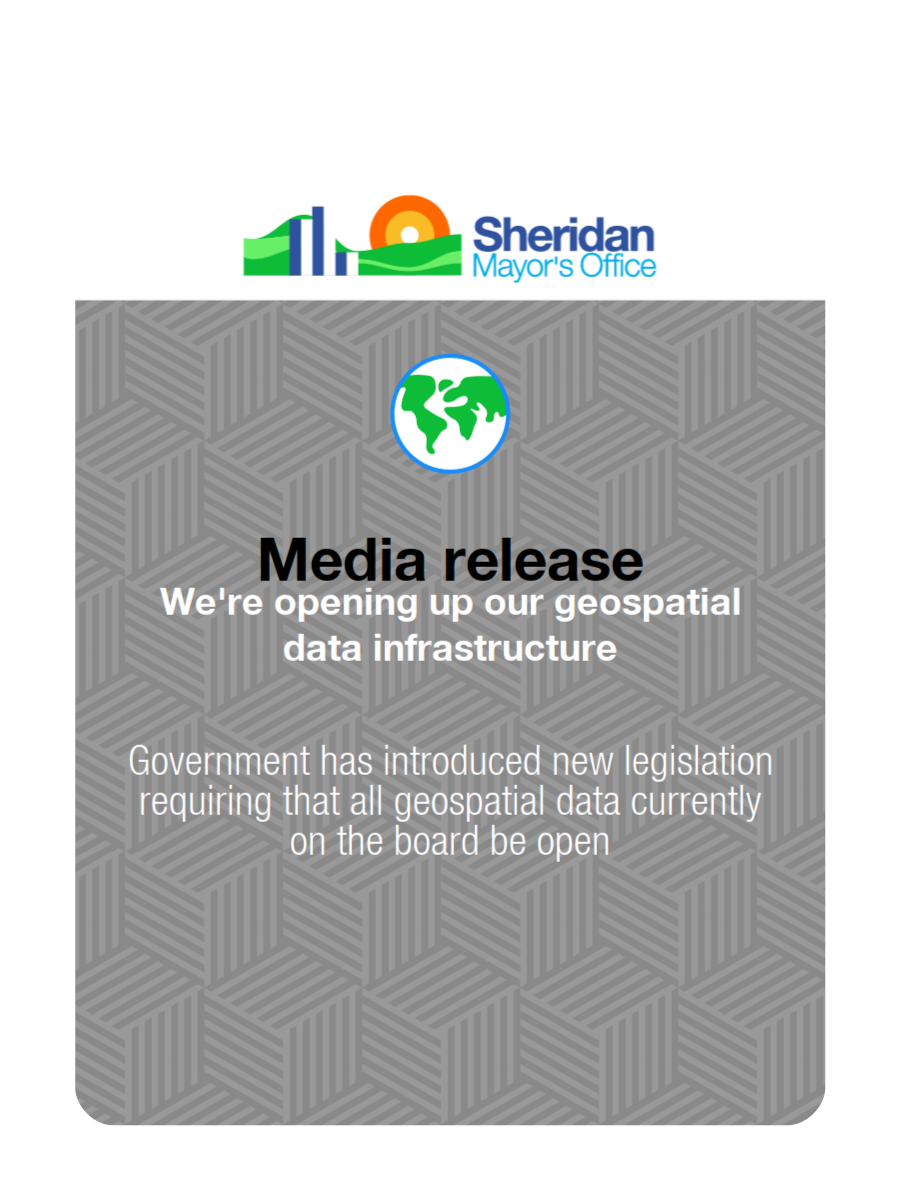 Sheridan
Mayor's Office
Media release
We're opening up our geospatial
data infrastructure
Government has introduced new legislation
requiring that all geospatial data currently
on the board be open